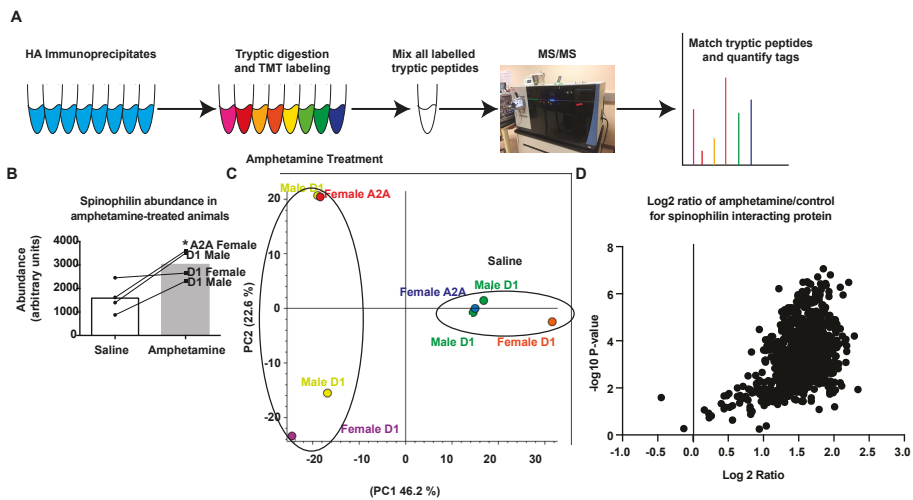 A
HA Immunoprecipitates
Tryptic digestion
and TMT labeling
Mix all labelled
tryptic peptides
MS/MS
Match tryptic peptides
and quantify tags
B
Spinophilin abundance in
amphetamine-treated animals
Abundance
(arbitrary units)
4000
3000
2000
1000
0
*A2A Female
D1 Male
D1 Female
D1 Male
Saline
Amphetamine
C
Amphetamine Treatment
Male D1
Female A2A
Saline
Male D1
Female A2A
Male D1
Female D1
Male D1
Female D1
PC2 (22.6 %)
20
10
0
-10
-20
-20
-10
0
10
20
30
(PC1 46.2 %)
D
Log2 ratio of amphetamine/control
for spinophilin interacting protein
-log10 P-value
8
6
4
2
0
-1.0
-0.5
0.0
0.5
1.0
1.5
2.0
2.5
3.0
Log 2 Ratio